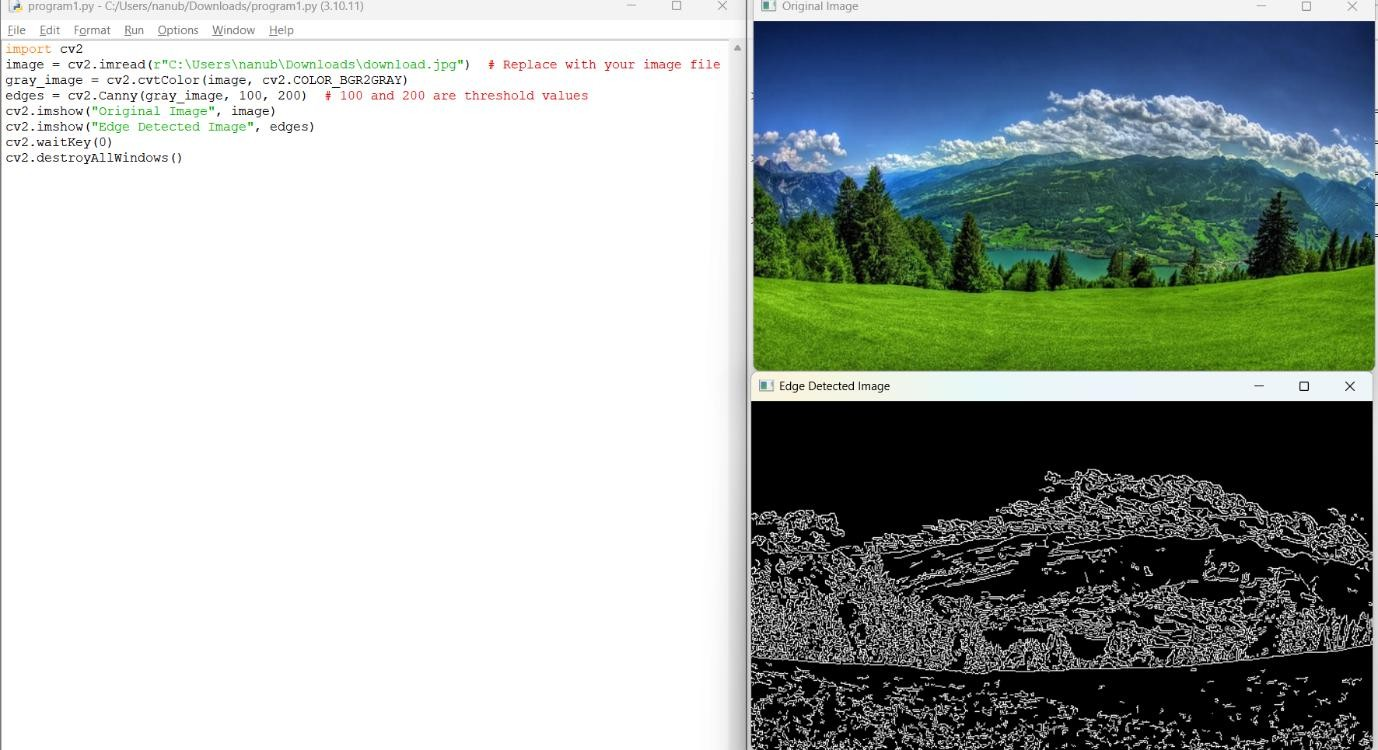 program1.py - C:/Users/nanub/Downloads/program1.py (3.10.11)
File Edit Format Run Options Window Help
import cv2
image = cv2.imread(r"C:\Users\nanub\Downloads\download.jpg")  # Replace with your image file
gray_image = cv2.cvtColor(image, cv2.COLOR_BGR2GRAY)
edges = cv2.Canny(gray_image, 100, 200)  # 100 and 200 are threshold values
cv2.imshow("Original Image", image)
cv2.imshow("Edge Detected Image", edges)
cv2.waitKey(0)
cv2.destroyAllWindows()
Original Image
Edge Detected Image